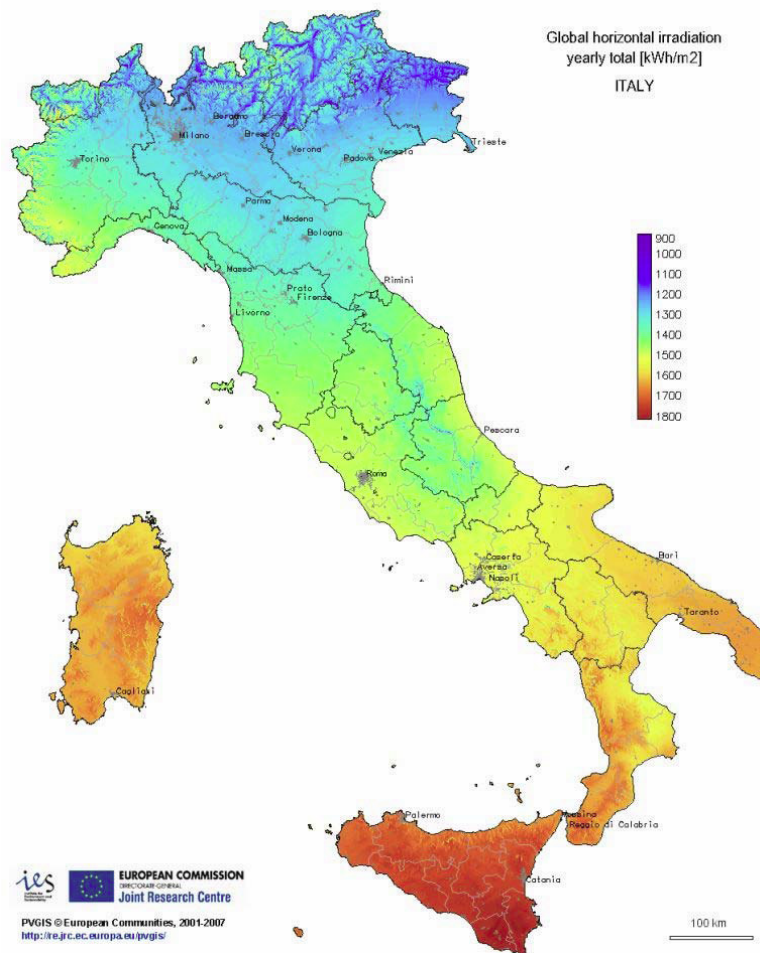 Global horizontal irradiation
yearly total [kWh/m2]
ITALY
Bergamo
Milano
Brescia
Trieste
Verona
Venezia
Torino
Padova
Parma
Modena
Genova
Bologna
Massa
Rimini
Prato
Firenze
Livorno
900
1000
1100
1200
1300
1400
1500
1600
1700
1800
Pescara
Roma
Caserta
Aversa
Napoli
Bari
Taranto
Cagliari
Palermo
Messina
Reggio di Calabria
Catania
ies
EUROPEAN COMMISSION
DIRECTORATE-GENERAL
Joint Research Centre
PVGIS © European Communities, 2001-2007
http://re.jrc.ec.europa.eu/pvgis/
100 km